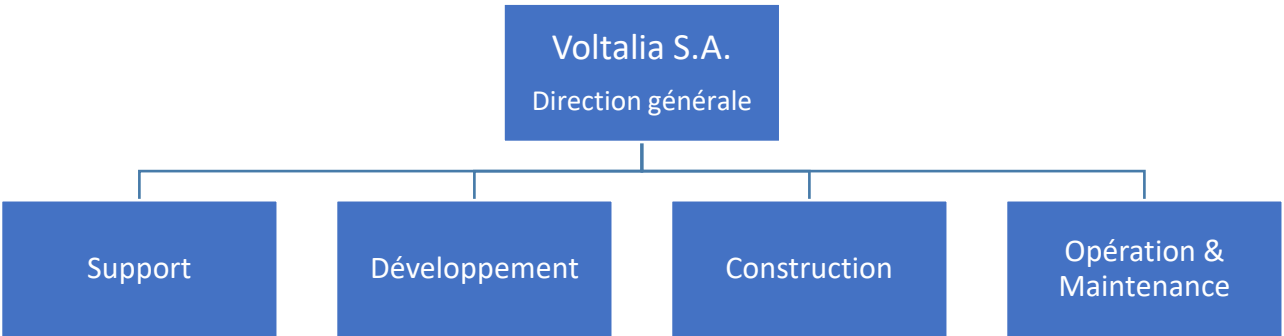 Voltalia S.A.
Direction générale
Support
Développement
Construction
Opération &
Maintenance